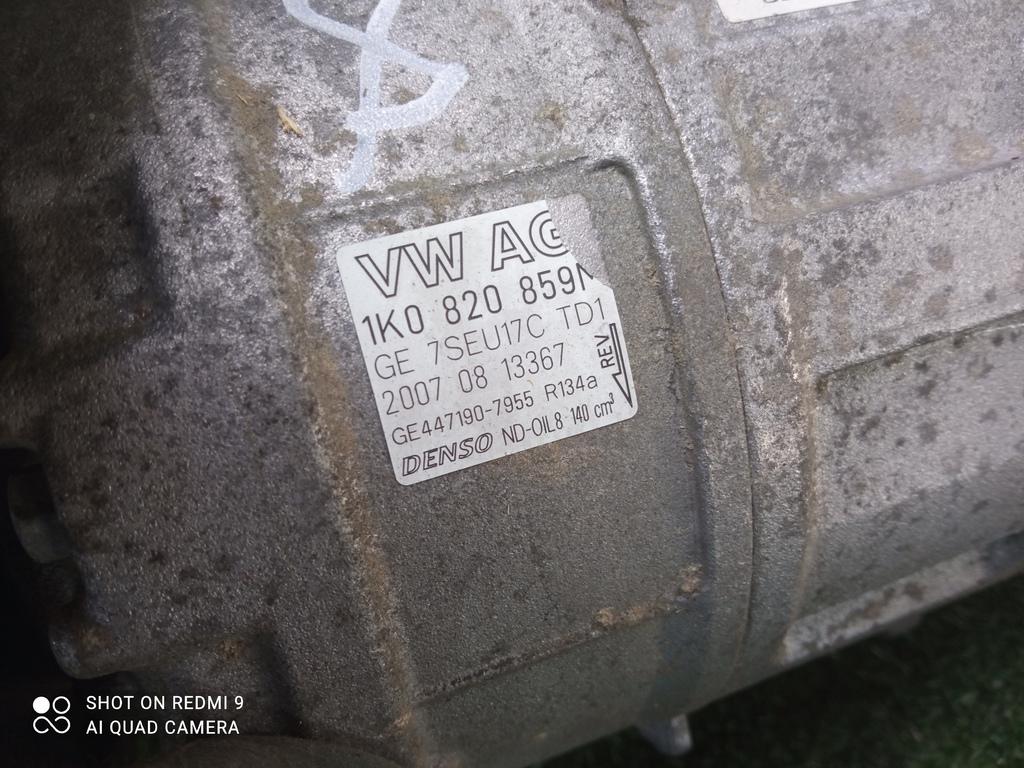 VW AG
1K0 820 859N
GE 7SEU17C TD1
2007 08 13367
REV
GE447190-7955 R134a
DENSO ND-OIL8 140 cm³
SHOT ON REDMI 9
AI QUAD CAMERA